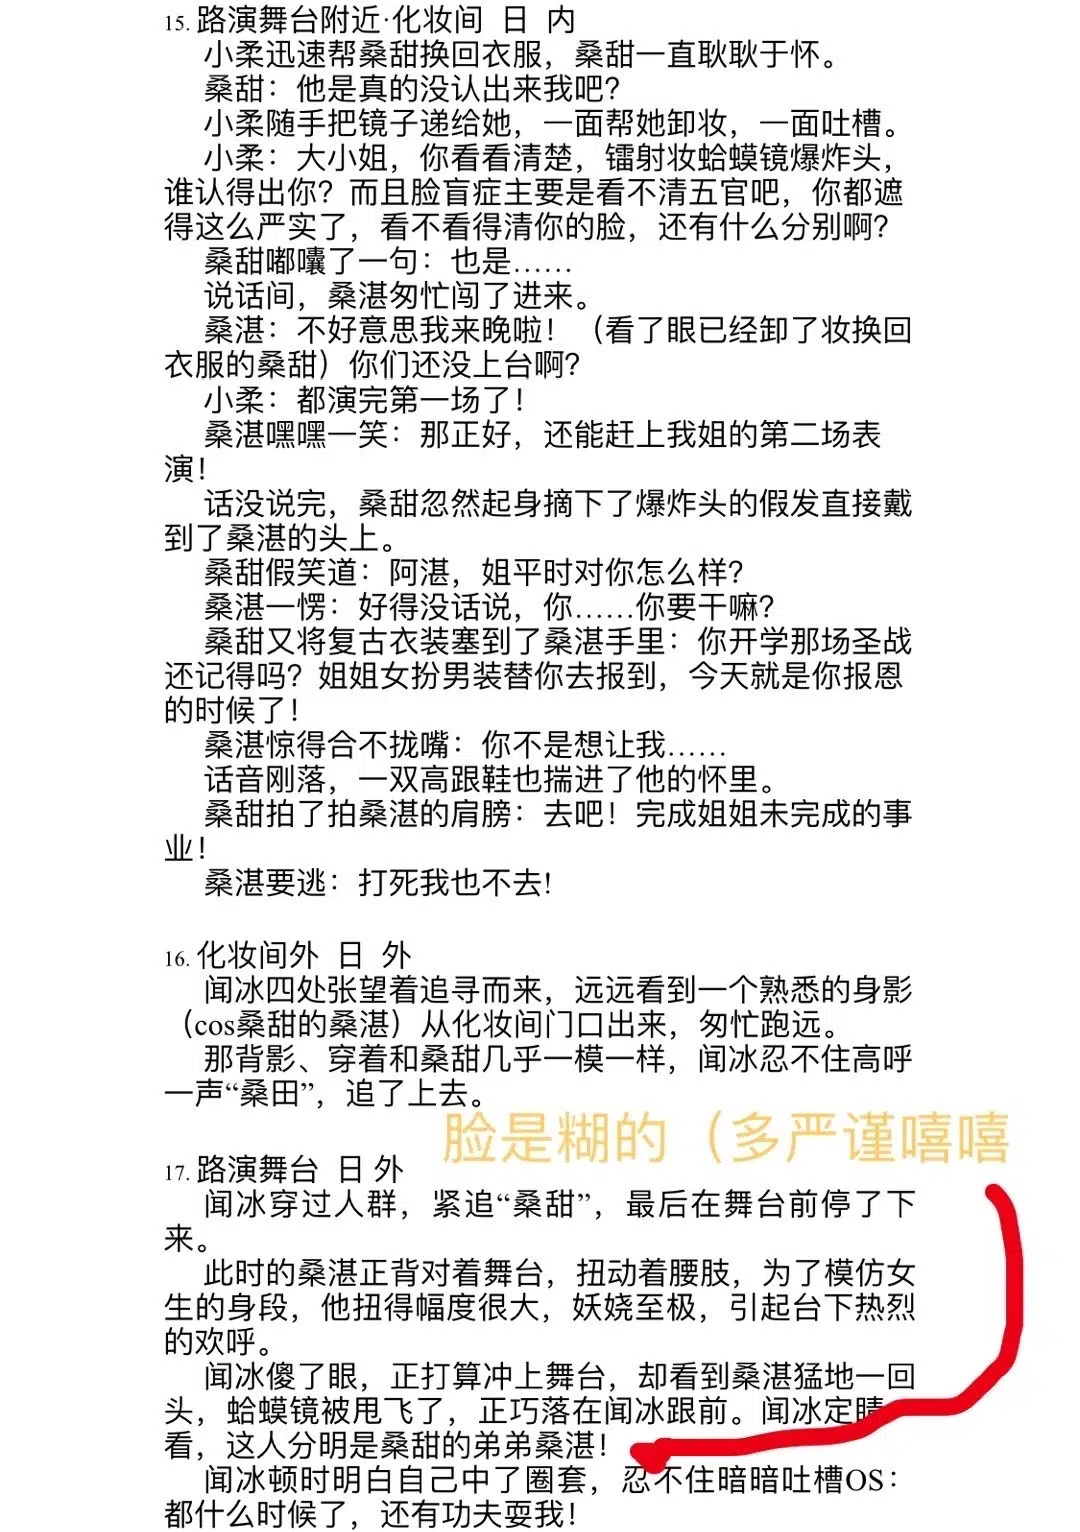 15. 路演舞台附近·化妆间 日 内
小柔迅速帮桑甜换回衣服，桑甜一直耿耿于怀。
桑甜：他是真的没认出来我吧？
小柔随手把镜子递给她，一面帮她卸妆，一面吐槽。
小柔：大小姐，你看看清楚，镭射妆蛤蟆镜爆炸头，
谁认得出你？而且脸盲症主要是看不清五官吧，你都遮
得这么严实了，看不看得清你的脸，还有什么分别啊？
桑甜嘟囔了一句：也是……
说话间，桑湛匆忙闯了进来。
桑湛：不好意思我来晚啦！（看了眼已经卸了妆换回
衣服的桑甜）你们还没上台啊？
小柔：都演完第一场了！
桑湛嘿嘿一笑：那正好，还能赶上我姐的第二场表
演！
话没说完，桑甜忽然起身摘下了爆炸头的假发直接戴
到了桑湛的头上。
桑甜假笑道：阿湛，姐平时对你怎么样？
桑湛一愣：好得没话说，你……你要干嘛？
桑甜又将复古衣装塞到了桑湛手里：你开学那场圣战
还记得吗？姐姐女扮男装替你去报到，今天就是你报恩
的时候了！
桑湛惊得合不拢嘴：你不是想让我……
话音刚落，一双高跟鞋也揣进了他的怀里。
桑甜拍了拍桑湛的肩膀：去吧！完成姐姐未完成的事
业！
桑湛要逃：打死我也不去!
16. 化妆间外 日 外
闻冰四处张望着追寻而来，远远看到一个熟悉的身影
（cos桑甜的桑湛）从化妆间门口出来，匆忙跑远。
那背影、穿着和桑甜几乎一模一样，闻冰忍不住高呼
一声“桑田”，追了上去。
脸是糊的（多严谨嘻嘻
17. 路演舞台 日 外
闻冰穿过人群，紧追“桑甜”，最后在舞台前停了下
来。
此时的桑湛正背对着舞台，扭动着腰肢，为了模仿女
生的身段，他扭得幅度很大，妖娆至极，引起台下热烈
的欢呼。
闻冰傻了眼，正打算冲上舞台，却看到桑湛猛地一回
头，蛤蟆镜被甩飞了，正巧落在闻冰跟前。闻冰定睛
看，这人分明是桑甜的弟弟桑湛！
闻冰顿时明白自己中了圈套，忍不住暗暗吐槽OS：
都什么时候了，还有功夫耍我！